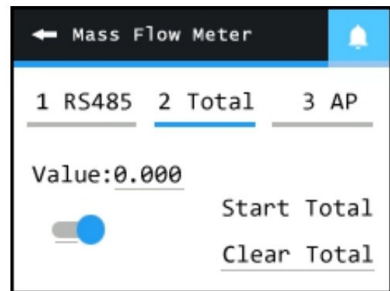 Mass Flow Meter
1 RS485 2 Total 3 AP
Value:0.000
Start Total
Clear Total